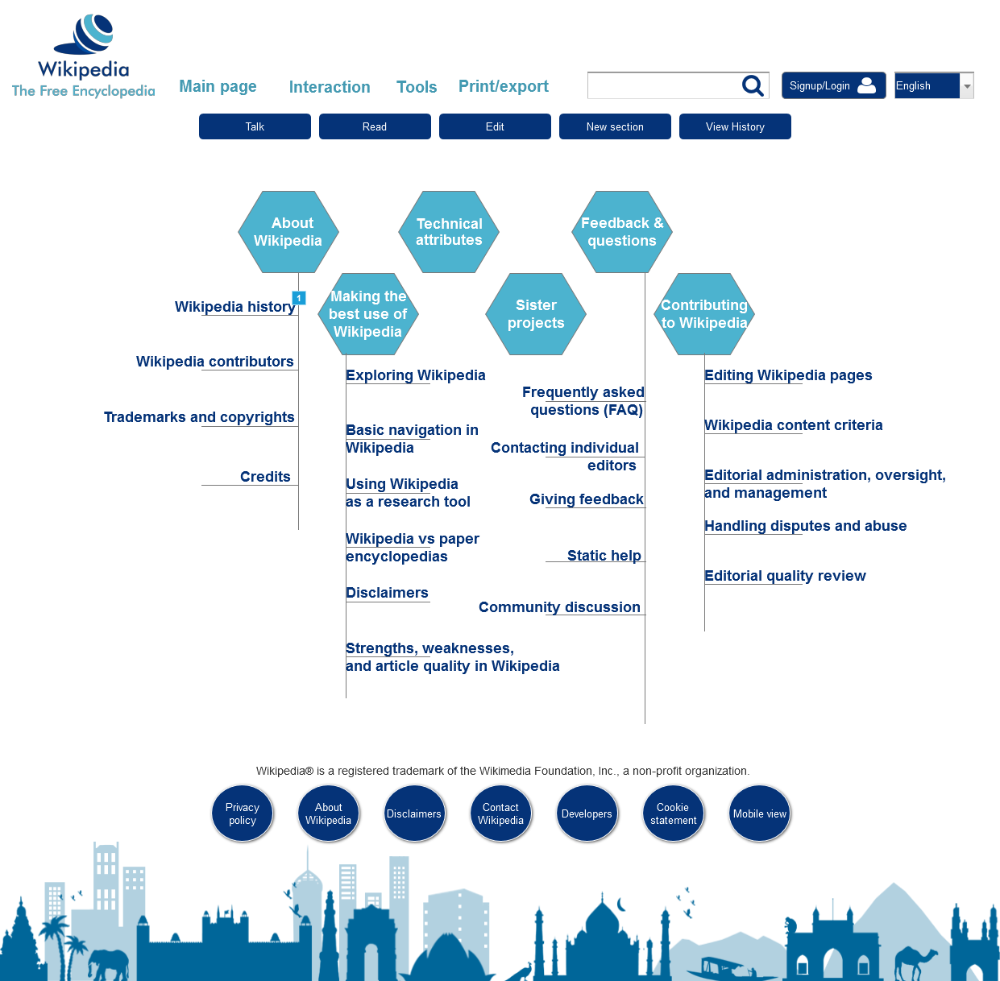 Wikipedia
The Free Encyclopedia
Main page
Interaction
Tools
Print/export
Signup/Login
English
Talk
Read
Edit
New section
View History
About
Wikipedia
Technical
attributes
Feedback &
questions
Making the
best use of
Wikipedia
Sister
projects
Contributing
to Wikipedia
1
Wikipedia history
Wikipedia contributors
Trademarks and copyrights
Credits
Exploring Wikipedia
Basic navigation in
Wikipedia
Using Wikipedia
as a research tool
Wikipedia vs paper
encyclopedias
Disclaimers
Strengths, weaknesses,
and article quality in Wikipedia
Frequently asked
questions (FAQ)
Contacting individual
editors
Giving feedback
Static help
Community discussion
Editing Wikipedia pages
Wikipedia content criteria
Editorial administration, oversight,
and management
Handling disputes and abuse
Editorial quality review
Wikipedia® is a registered trademark of the Wikimedia Foundation, Inc., a non-profit organization.
Privacy
policy
About
Wikipedia
Disclaimers
Contact
Wikipedia
Developers
Cookie
statement
Mobile view